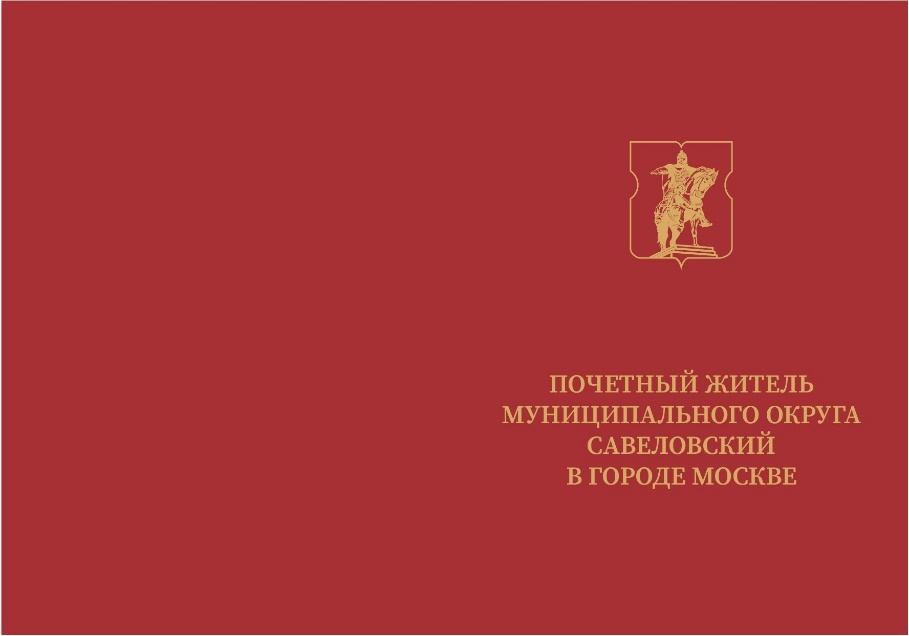 ПОЧЕТНЫЙ ЖИТЕЛЬ
МУНИЦИПАЛЬНОГО ОКРУГА
САВЕЛОВСКИЙ
В ГОРОДЕ МОСКВЕ